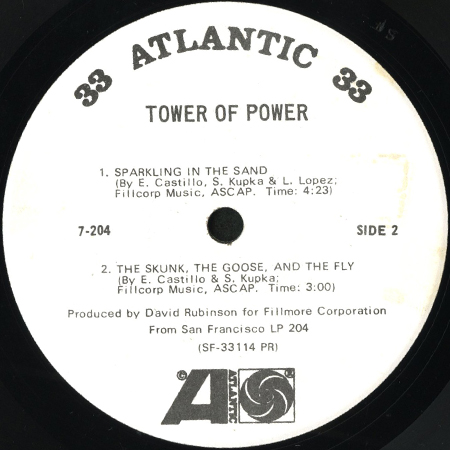 33 ATLANTIC 33
TOWER OF POWER
1. SPARKLING IN THE SAND
(By E. Castillo, S. Kupka & L. Lopez;
Fillcorp Music, ASCAP. Time: 4:23)
7-204 SIDE 2
2. THE SKUNK, THE GOOSE, AND THE FLY
(By E. Castillo & S. Kupka;
Fillcorp Music, ASCAP. Time: 3:00)
Produced by David Rubinson for Fillmore Corporation
From San Francisco LP 204
(SF-33114 PR)
© A ATLANTIC